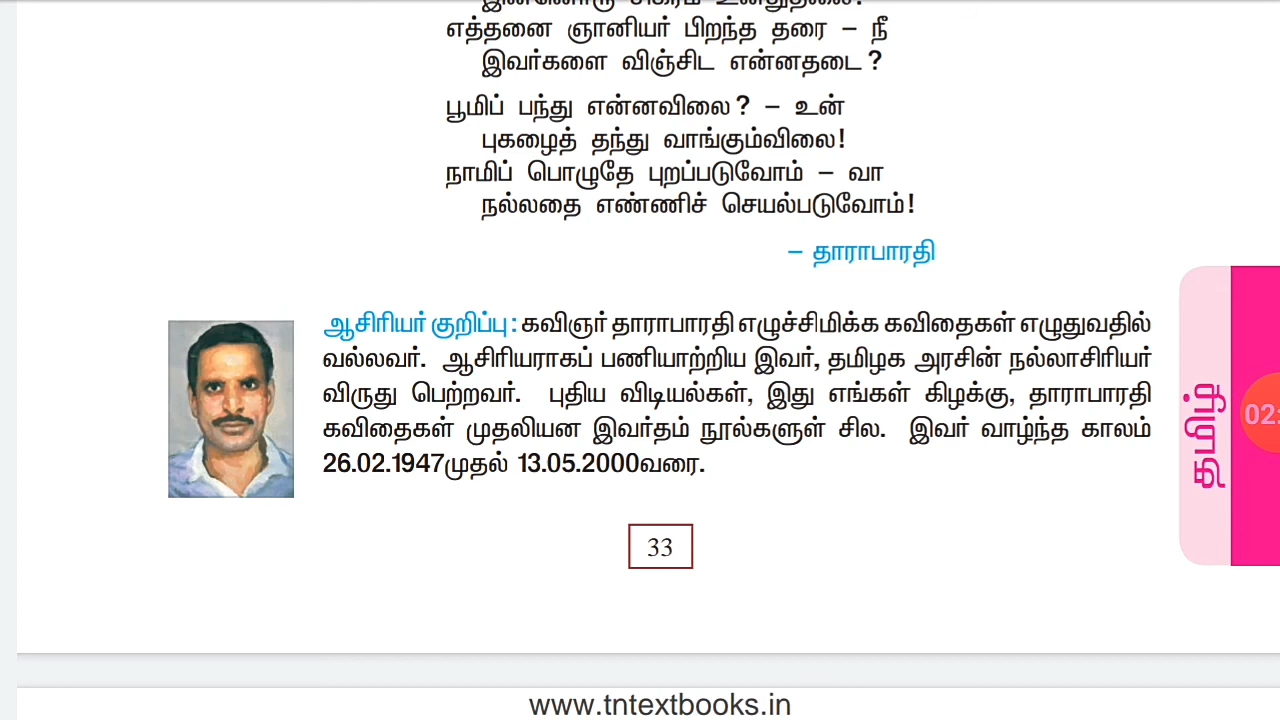 எத்தனை ஞானியர் பிறந்த தரை – நீ
இவர்களை விஞ்சிட என்னதடை ?
பூமிப் பந்து என்னவிலை ? – உன்
புகழைத் தந்து வாங்கும்விலை!
நாமிப் பொழுதே புறப்படுவோம் – வா
நல்லதை எண்ணிச் செயல்படுவோம்!
– தாராபாரதி
ஆசிரியர் குறிப்பு : கவிஞர் தாராபாரதி எழுச்சிமிக்க கவிதைகள் எழுதுவதில்
வல்லவர். ஆசிரியராகப் பணியாற்றிய இவர், தமிழக அரசின் நல்லாசிரியர்
விருது பெற்றவர். புதிய விடியல்கள், இது எங்கள் கிழக்கு, தாராபாரதி
கவிதைகள் முதலியன இவர்தம் நூல்களுள் சில. இவர் வாழ்ந்த காலம்
26.02.1947முதல் 13.05.2000வரை.
தமிழ்
02:
33
www.tntextbooks.in